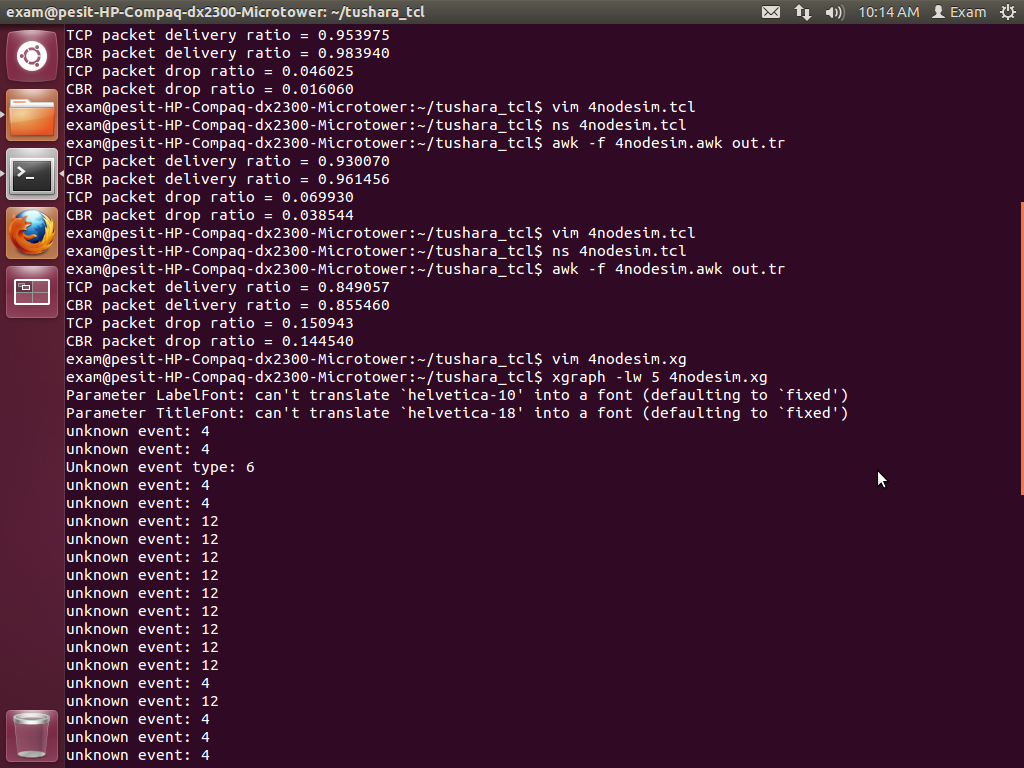 exam@pesit-HP-Compaq-dx2300-Microtower: ~/tushara_tcl 10:14 AM Exam
TCP packet delivery ratio = 0.953975
CBR packet delivery ratio = 0.983940
TCP packet drop ratio = 0.046025
CBR packet drop ratio = 0.016060
exam@pesit-HP-Compaq-dx2300-Microtower:~/tushara_tcl$ vim 4nodesim.tcl
exam@pesit-HP-Compaq-dx2300-Microtower:~/tushara_tcl$ ns 4nodesim.tcl
exam@pesit-HP-Compaq-dx2300-Microtower:~/tushara_tcl$ awk -f 4nodesim.awk out.tr
TCP packet delivery ratio = 0.930070
CBR packet delivery ratio = 0.961456
TCP packet drop ratio = 0.069930
CBR packet drop ratio = 0.038544
exam@pesit-HP-Compaq-dx2300-Microtower:~/tushara_tcl$ vim 4nodesim.tcl
exam@pesit-HP-Compaq-dx2300-Microtower:~/tushara_tcl$ ns 4nodesim.tcl
exam@pesit-HP-Compaq-dx2300-Microtower:~/tushara_tcl$ awk -f 4nodesim.awk out.tr
TCP packet delivery ratio = 0.849057
CBR packet delivery ratio = 0.855460
TCP packet drop ratio = 0.150943
CBR packet drop ratio = 0.144540
exam@pesit-HP-Compaq-dx2300-Microtower:~/tushara_tcl$ vim 4nodesim.xg
exam@pesit-HP-Compaq-dx2300-Microtower:~/tushara_tcl$ xgraph -lw 5 4nodesim.xg
Parameter LabelFont: can't translate `helvetica-10' into a font (defaulting to `fixed')
Parameter TitleFont: can't translate `helvetica-18' into a font (defaulting to `fixed')
unknown event: 4
unknown event: 4
Unknown event type: 6
unknown event: 4
unknown event: 4
unknown event: 12
unknown event: 12
unknown event: 12
unknown event: 12
unknown event: 12
unknown event: 12
unknown event: 12
unknown event: 12
unknown event: 12
unknown event: 4
unknown event: 12
unknown event: 4
unknown event: 4
unknown event: 4